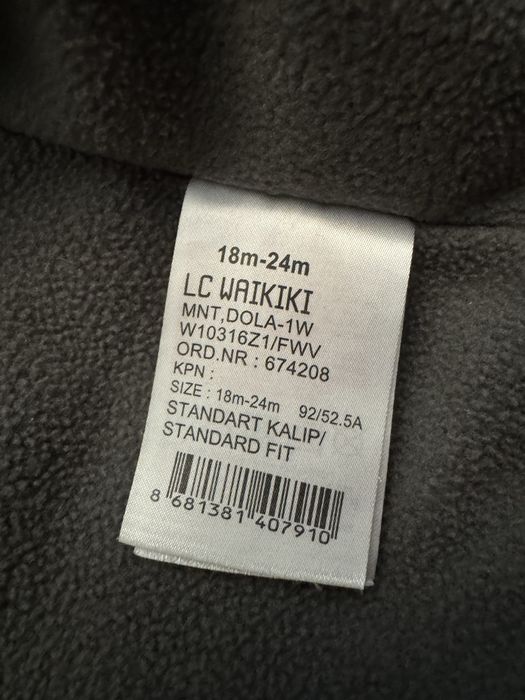 18m-24m
LC WAIKIKI
MNT,DOLA-1W
W10316Z1/FWV
ORD.NR : 674208
KPN :
SIZE : 18m-24m 92/52.5A
STANDART KALIP/
STANDARD FIT
8 681381 407910